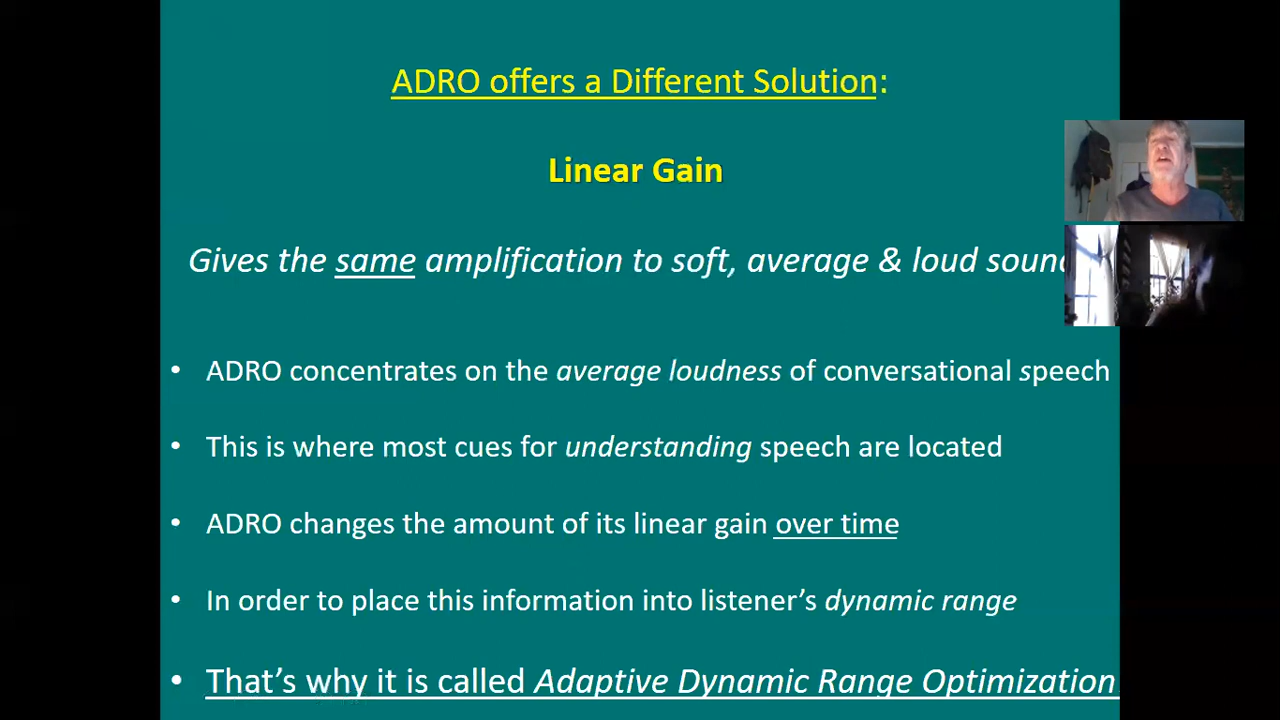 ADRO offers a Different Solution:
Linear Gain
Gives the same amplification to soft, average & loud
• ADRO concentrates on the average loudness of conversational speech
• This is where most cues for understanding speech are located
• ADRO changes the amount of its linear gain over time
• In order to place this information into listener's dynamic range
• That's why it is called Adaptive Dynamic Range Optimization